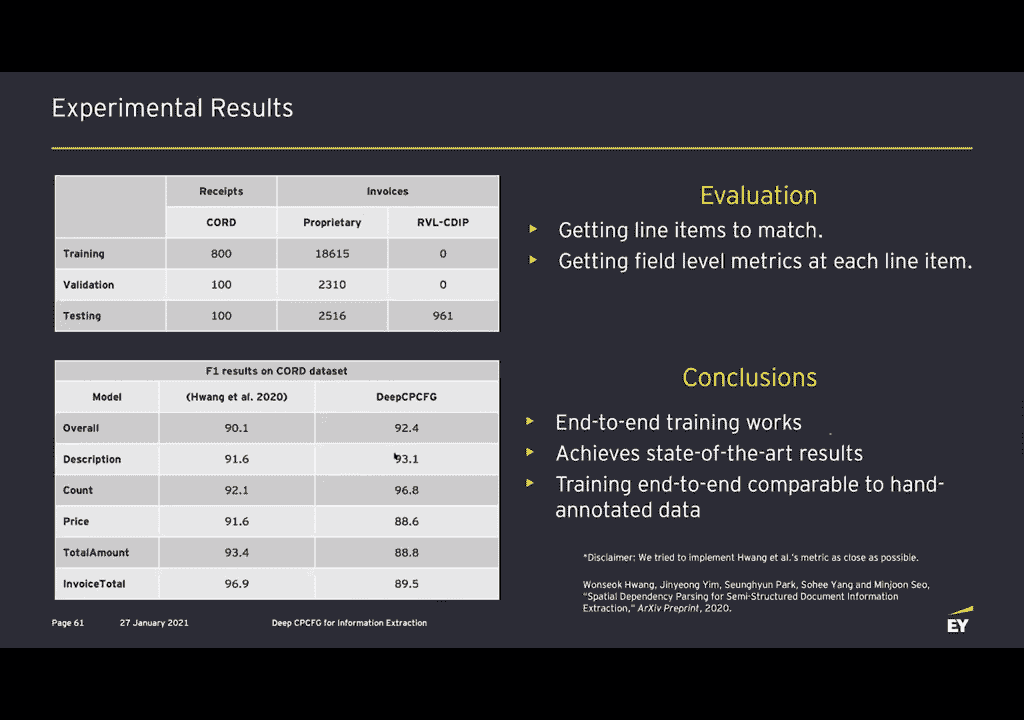 Experimental Results
Receipts Invoices
CORD Proprietary RVL-CDIP
Training 800 18615 0
Validation 100 2310 0
Testing 100 2516 961
F1 results on CORD dataset
Model (Hwang et al. 2020) DeepCPCFG
Overall 90.1 92.4
Description 91.6 93.1
Count 92.1 96.8
Price 91.6 88.6
TotalAmount 93.4 88.8
InvoiceTotal 96.9 89.5
Evaluation
Getting line items to match.
Getting field level metrics at each line item.
Conclusions
End-to-end training works
Achieves state-of-the-art results
Training end-to-end comparable to hand-
annotated data
*Disclaimer: We tried to implement Hwang et al.'s metric as close as possible.
Wonseok Hwang, Jinyeong Yim, Seunghyun Park, Sohee Yang and Minjoon Seo,
"Spatial Dependency Parsing for Semi-Structured Document Information
Extraction," ArXiv Preprint, 2020.
Page 61 27 January 2021 Deep CPCFG for Information Extraction
EY